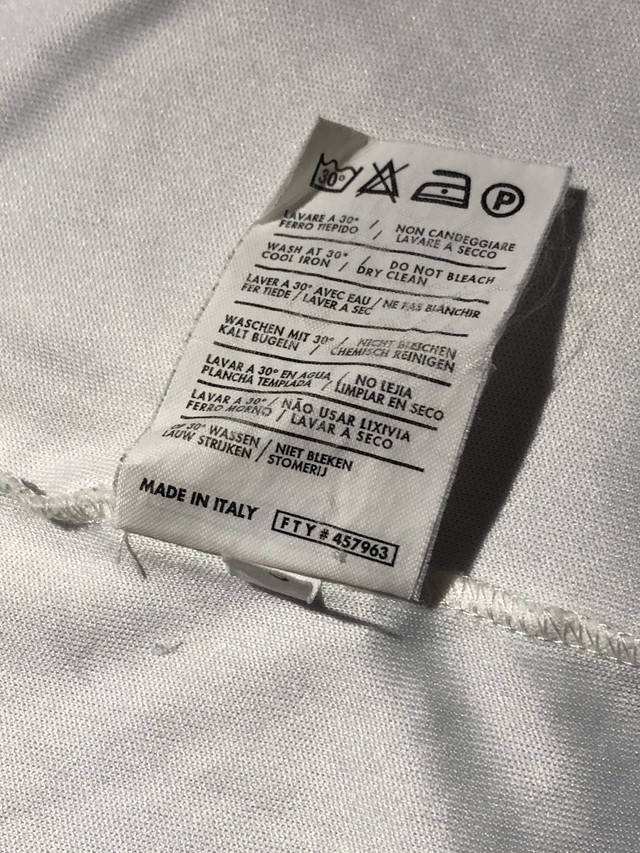 30° P
LAVARE A 30° / NON CANDEGGIARE
FERRO TIEPIDO / LAVARE A SECCO
WASH AT 30° / DO NOT BLEACH
COOL IRON / DRY CLEAN
LAVER A 30° AVEC EAU / NE PAS BLANCHIR
FER TIEDE / LAVER A SEC
WASCHEN MIT 30° / NICHT BLEICHEN
KALT BÜGELN / CHEMISCH REINIGEN
LAVAR A 30° EN AGUA / NO LEJIA
PLANCHA TEMPLADA / LIMPIAR EN SECO
LAVAR A 30° / NÃO USAR LIXIVIA
FERRO MORNO / LAVAR A SECO
OP 30° WASSEN / NIET BLEKEN
LAUW STRIJKEN / STOMERIJ
MADE IN ITALY FTY # 457963